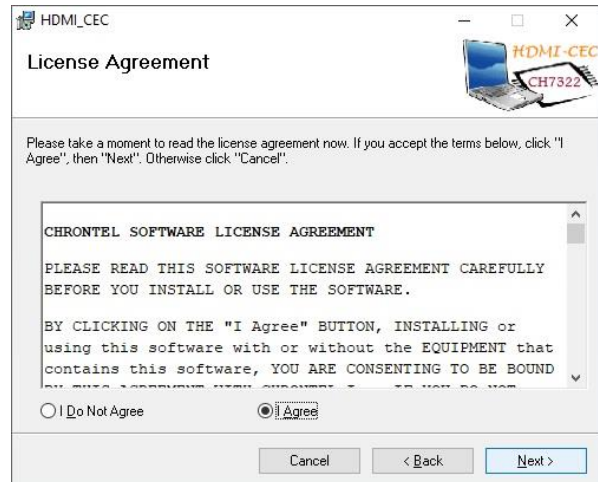 HDMI_CEC
License Agreement
HDMI-CEC
CH7322
Please take a moment to read the license agreement now. If you accept the terms below, click "I
Agree", then "Next". Otherwise click "Cancel".
CHRONTEL SOFTWARE LICENSE AGREEMENT
PLEASE READ THIS SOFTWARE LICENSE AGREEMENT CAREFULLY
BEFORE YOU INSTALL OR USE THE SOFTWARE.
BY CLICKING ON THE "I Agree" BUTTON, INSTALLING or
using this software with or without the EQUIPMENT that
contains this software, YOU ARE CONSENTING TO BE BOUND
I Do Not Agree
I Agree
Cancel
< Back
Next >